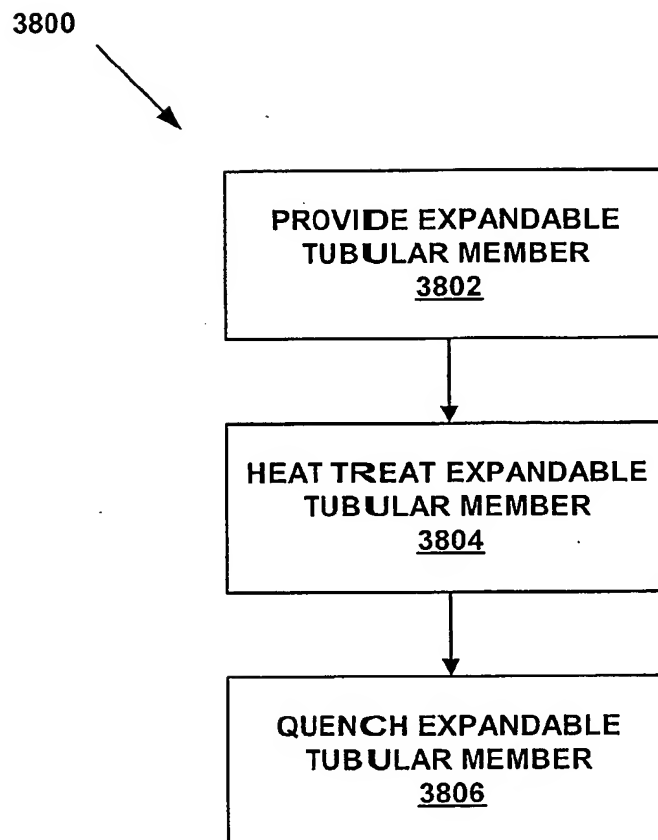 3800
PROVIDE EXPANDABLE
TUBULAR MEMBER
3802
HEAT TREAT EXPANDABLE
TUBULAR MEMBER
3804
QUENCH EXPANDABLE
TUBULAR MEMBER
3806